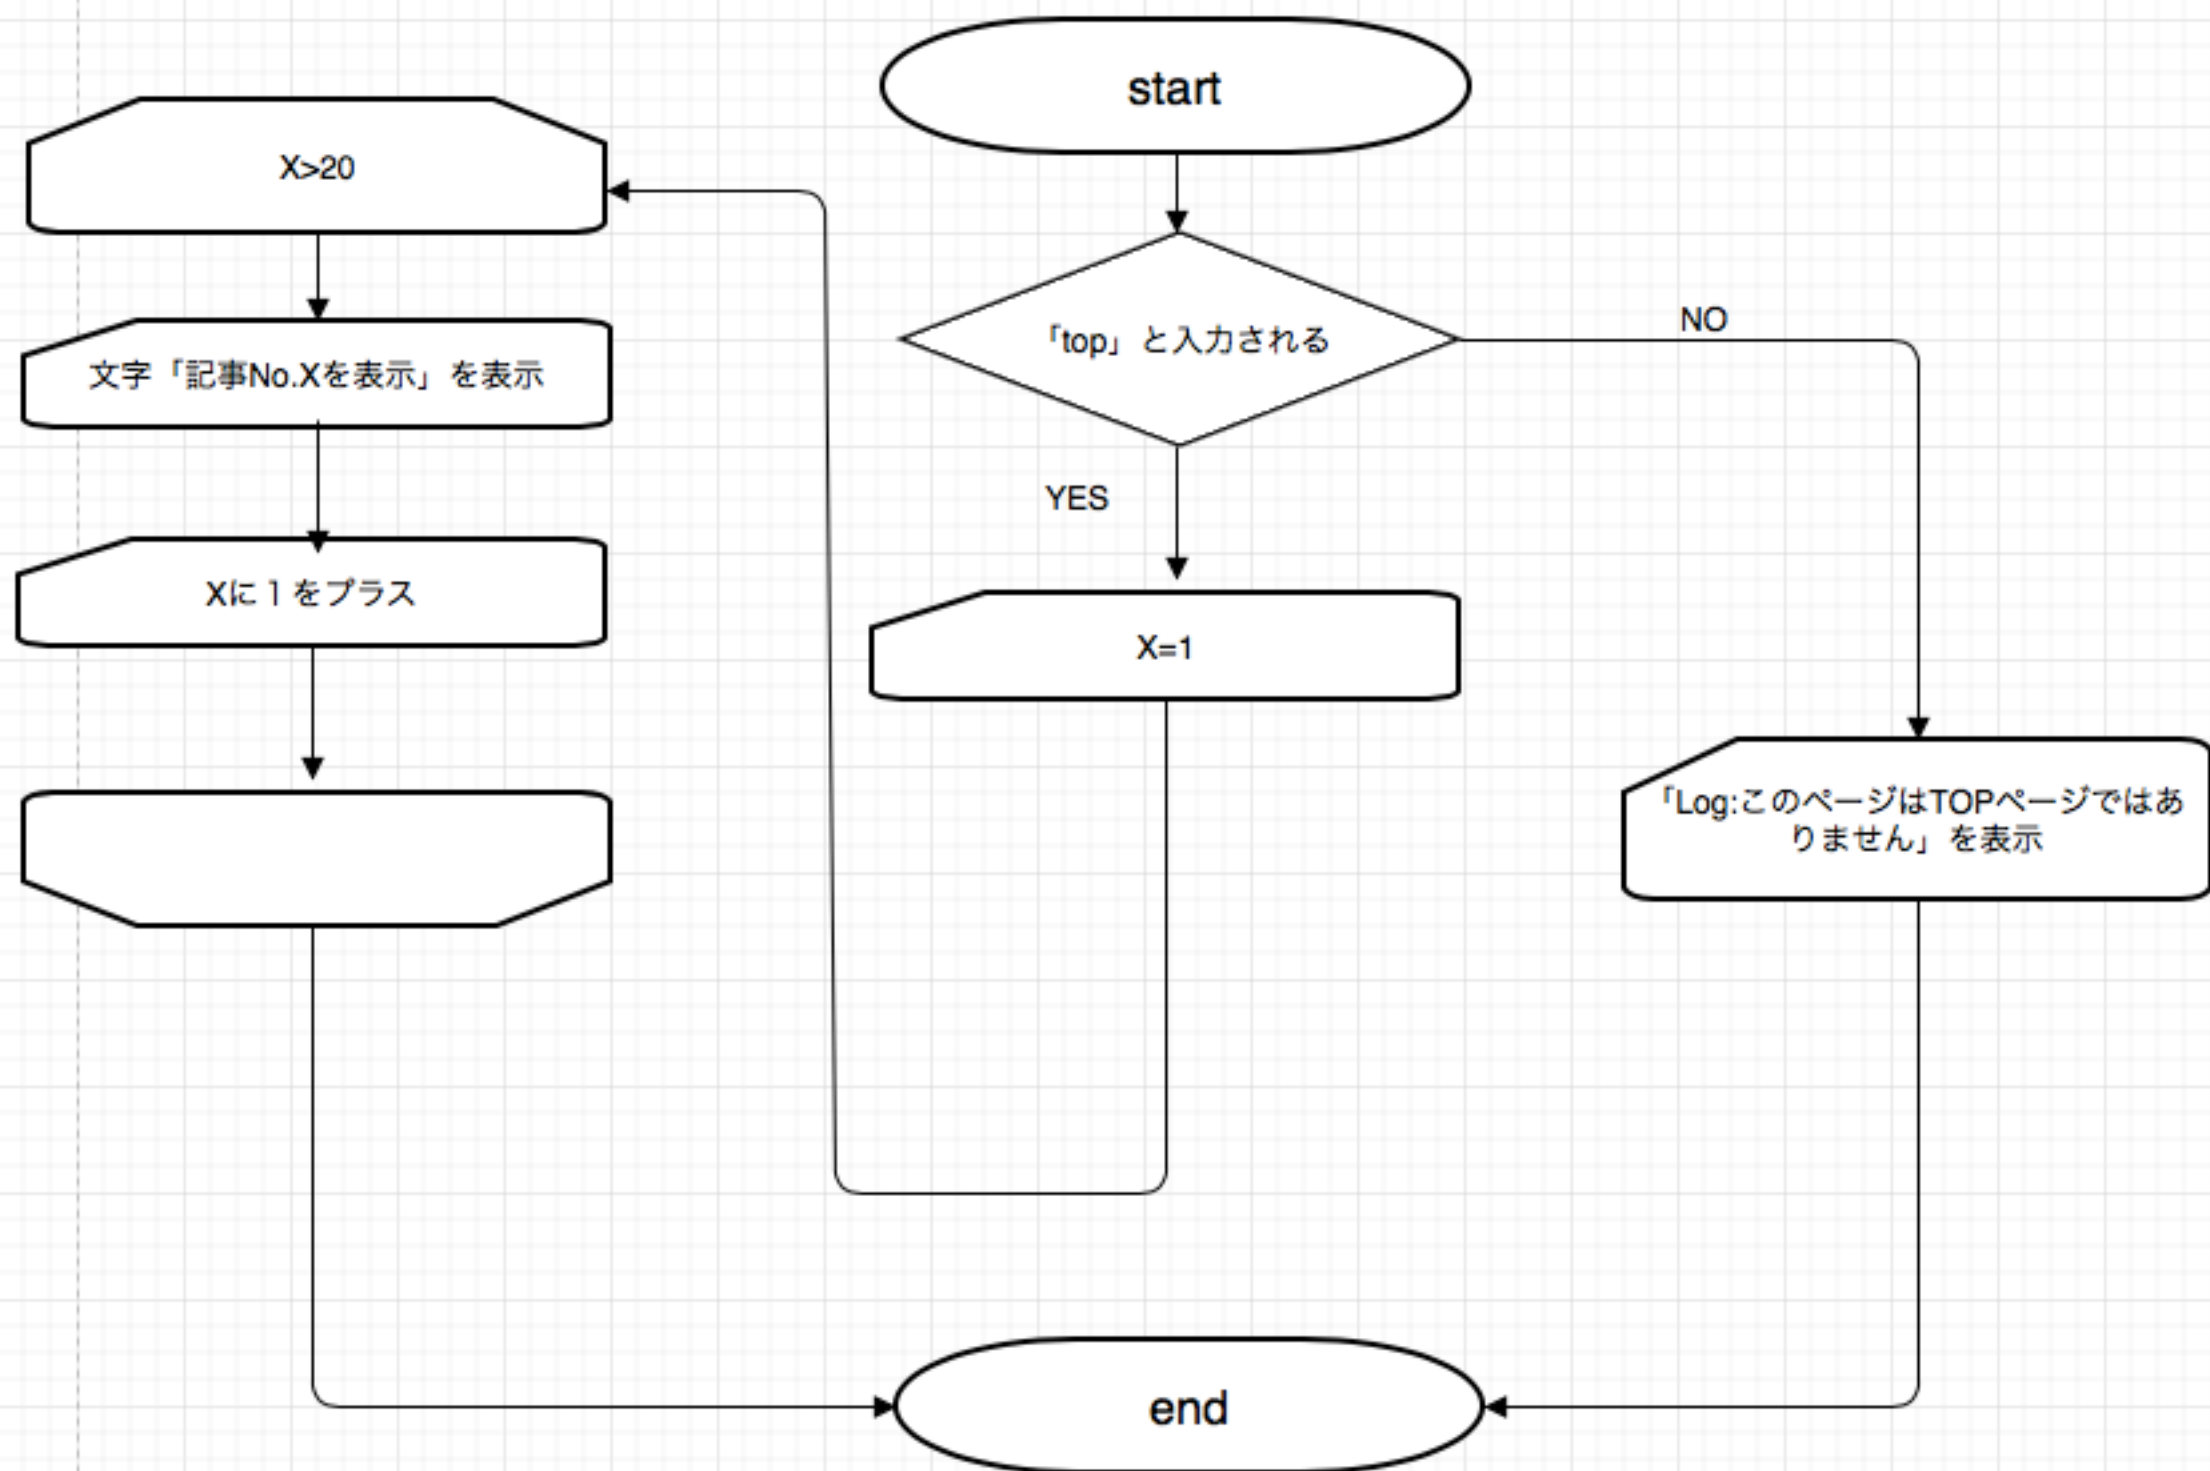 start
X>20
「top」と入力される
NO
文字「記事No.Xを表示」を表示
YES
Xに１をプラス
X=1
「Log:このページはTOPページではあ
りません」を表示
end